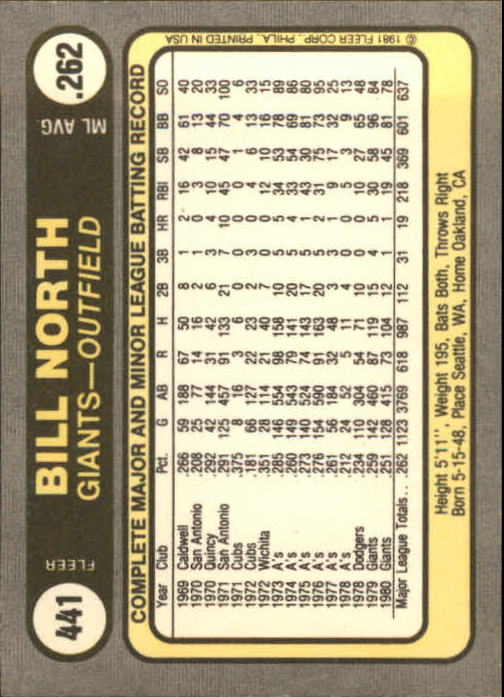 441
FLEER
BILL NORTH
GIANTS—OUTFIELD
ML AVG.
.262
COMPLETE MAJOR AND MINOR LEAGUE BATTING RECORD
Year Club Pct. G AB R H 2B 3B HR RBI SB BB SO
1969 Caldwell .266 59 188 67 50 8 1 2 16 42 61 40
1970 San Antonio .208 25 77 14 16 2 2 0 3 8 13 20
1970 Quincy .292 42 144 31 42 6 1 3 10 15 44 33
1971 San Antonio .291 125 457 91 133 21 7 4 45 47 70 100
1971 Cubs .375 8 16 3 6 0 0 0 0 1 4 6
1972 Cubs .181 66 127 22 23 2 3 0 4 6 13 33
1972 Wichita .351 28 114 21 40 7 0 1 12 10 16 15
1973 A's .285 146 554 98 158 10 5 5 34 53 78 89
1974 A's .260 149 543 79 141 20 5 4 33 54 69 86
1975 A's .273 140 524 74 143 17 5 1 43 30 81 80
1976 A's .276 154 590 91 163 20 5 2 31 75 73 95
1977 A's .261 56 184 32 48 3 3 1 9 17 32 25
1978 A's .212 24 52 5 11 4 0 0 5 3 9 13
1978 Dodgers .234 110 304 54 71 10 0 0 10 27 65 48
1979 Giants .259 142 460 87 119 15 4 5 30 58 96 84
1980 Giants .251 128 415 73 104 12 1 1 19 45 81 78
Major League Totals... .262 1123 3769 618 987 112 31 19 218 369 601 637
Height 5'11", Weight 195, Bats Both, Throws Right
Born 5-15-48, Place Seattle, WA, Home Oakland, CA
© 1981 FLEER CORP., PHILA., PRINTED IN USA